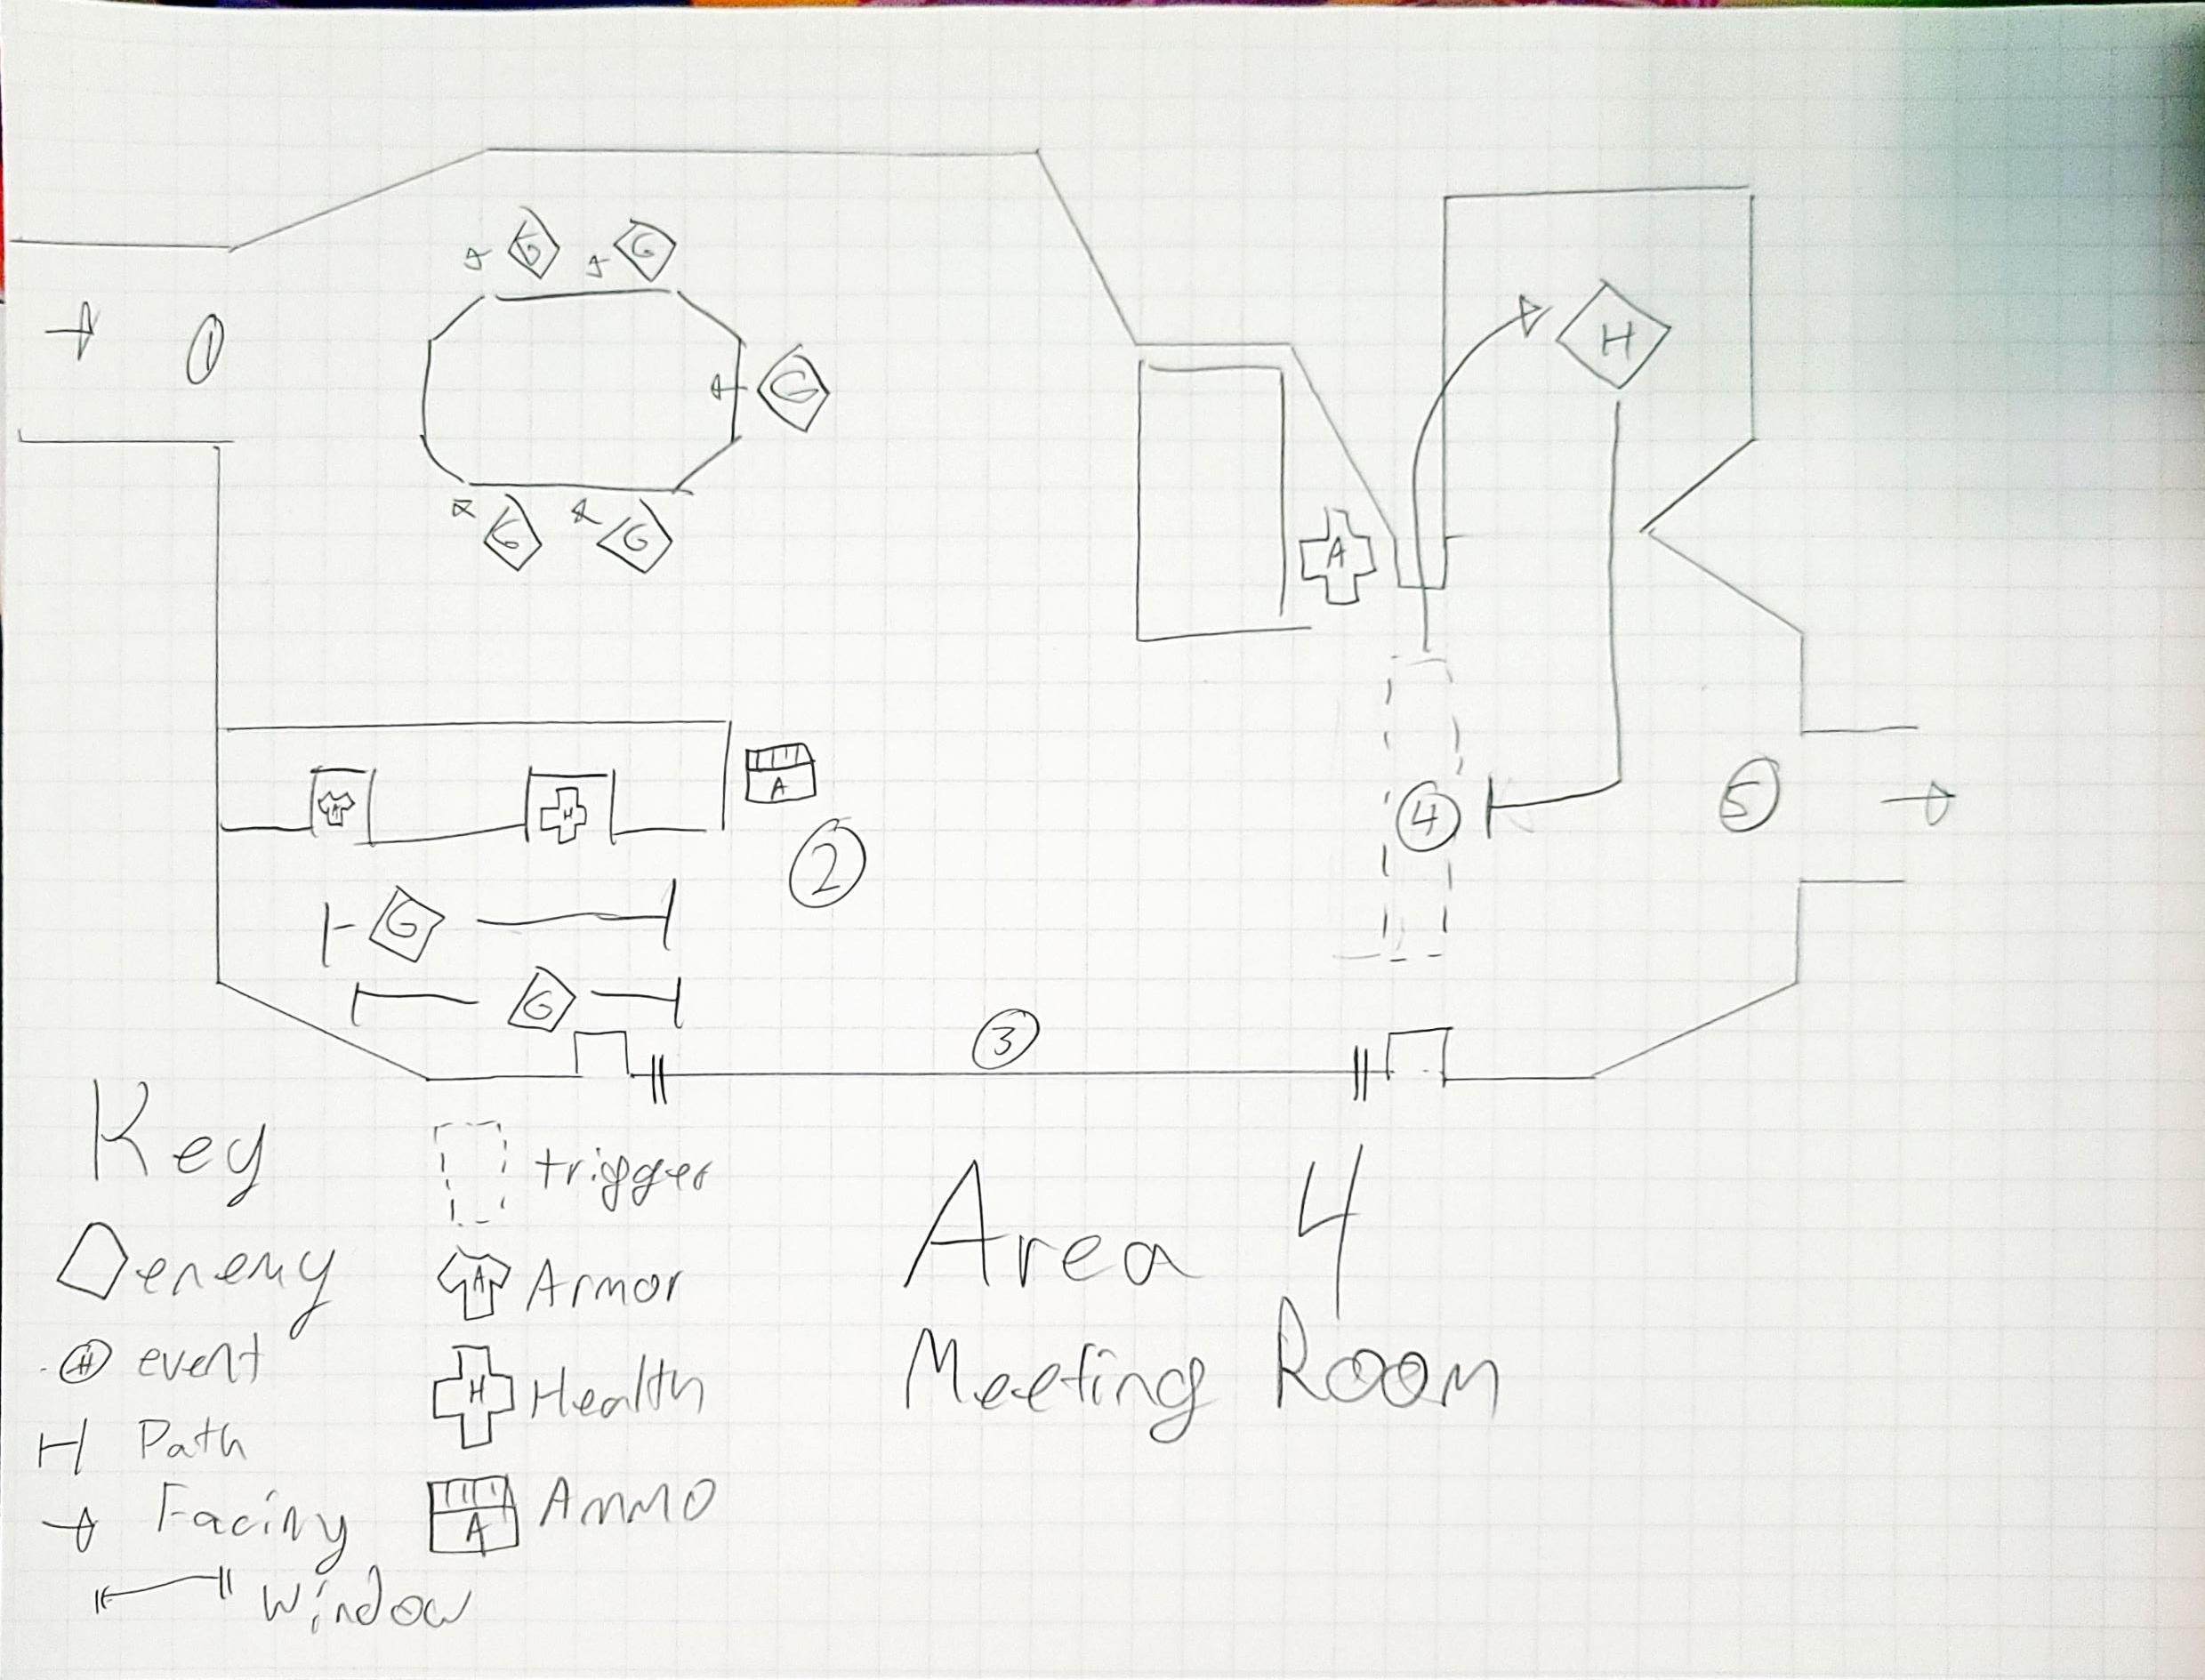 G G
H
1
G
A
G G
A H A
4 5
2
G
G
3
Key
trigger
Area 4
enemy
A Armor
# event
Meeting Room
H Health
Path
Facing
A Ammo
Window